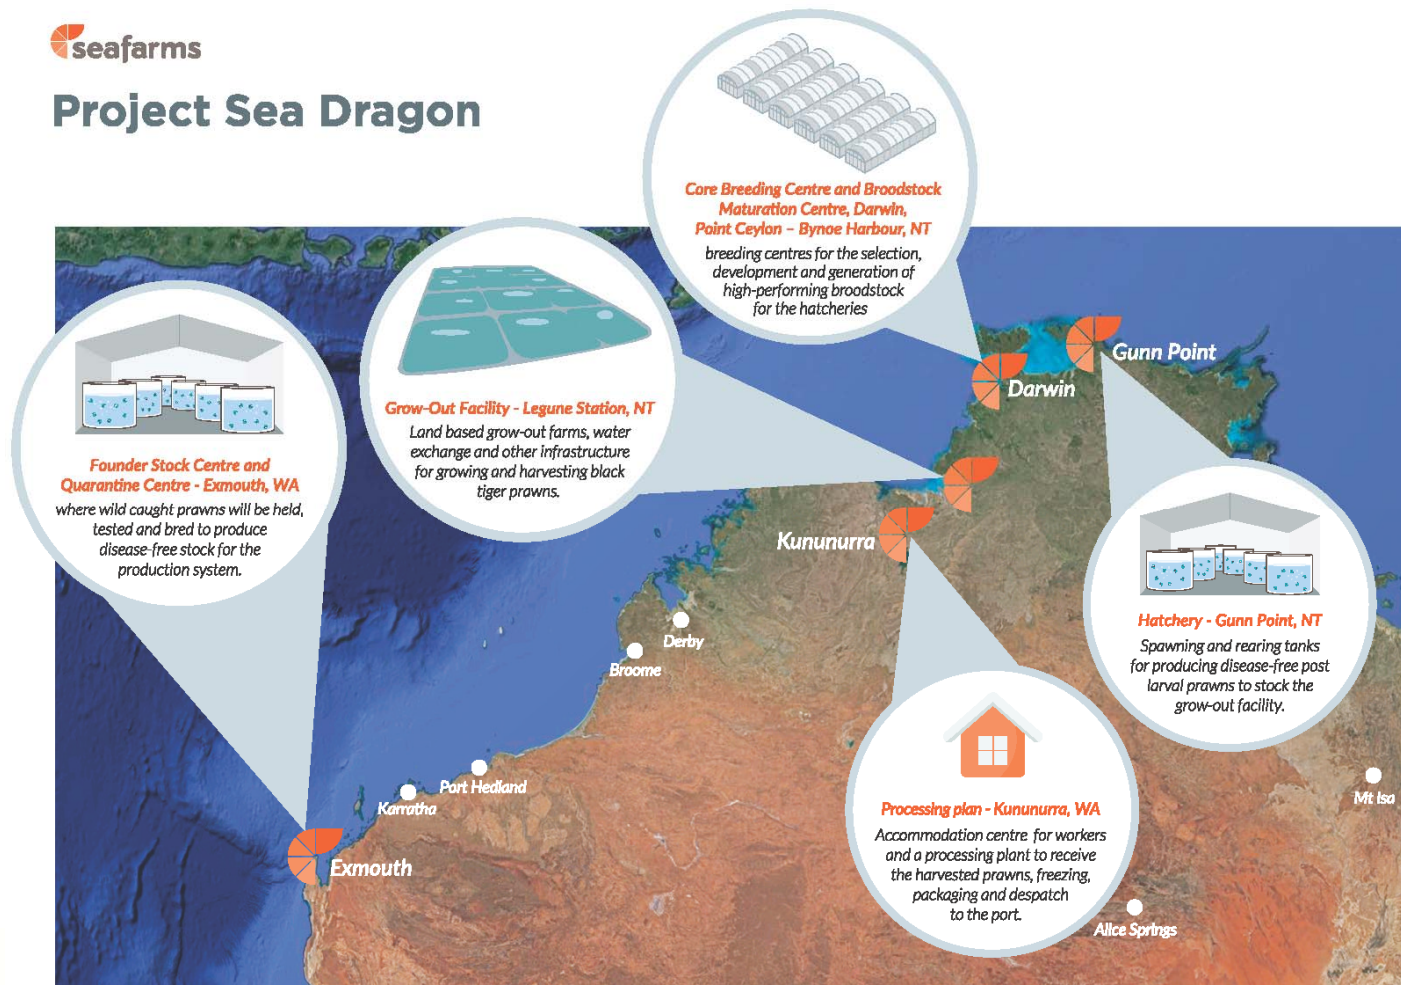 seafarms
Project Sea Dragon
Core Breeding Centre and Broodstock
Maturation Centre, Darwin,
Point Ceylon – Bynoe Harbour, NT
breeding centres for the selection,
development and generation of
high-performing broodstock
for the hatcheries
Grow-Out Facility - Legune Station, NT
Land based grow-out farms, water
exchange and other infrastructure
for growing and harvesting black
tiger prawns.
Founder Stock Centre and
Quarantine Centre - Exmouth, WA
where wild caught prawns will be held,
tested and bred to produce
disease-free stock for the
production system.
Gunn Point
Darwin
Kununurra
Derby
Broome
Hatchery - Gunn Point, NT
Spawning and rearing tanks
for producing disease-free post
larval prawns to stock the
grow-out facility.
Port Hedland
Karratha
Exmouth
Processing plan - Kununurra, WA
Accommodation centre for workers
and a processing plant to receive
the harvested prawns, freezing,
packaging and despatch
to the port.
Mt Isa
Alice Springs